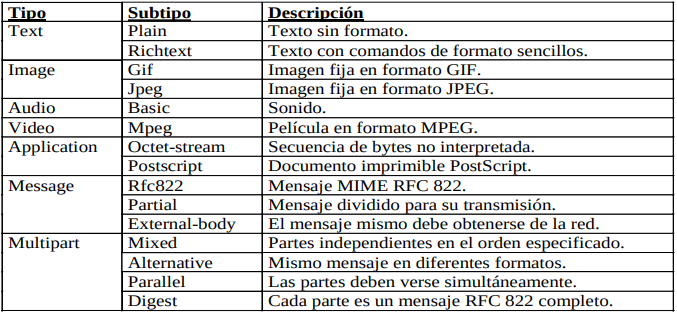 Tipo Subtipo Descripción
Text Plain Texto sin formato.
Richtext Texto con comandos de formato sencillos.
Image Gif Imagen fija en formato GIF.
Jpeg Imagen fija en formato JPEG.
Audio Basic Sonido.
Video Mpeg Película en formato MPEG.
Application Octet-stream Secuencia de bytes no interpretada.
Postscript Documento imprimible PostScript.
Message Rfc822 Mensaje MIME RFC 822.
Partial Mensaje dividido para su transmisión.
External-body El mensaje mismo debe obtenerse de la red.
Multipart Mixed Partes independientes en el orden especificado.
Alternative Mismo mensaje en diferentes formatos.
Parallel Las partes deben verse simultáneamente.
Digest Cada parte es un mensaje RFC 822 completo.